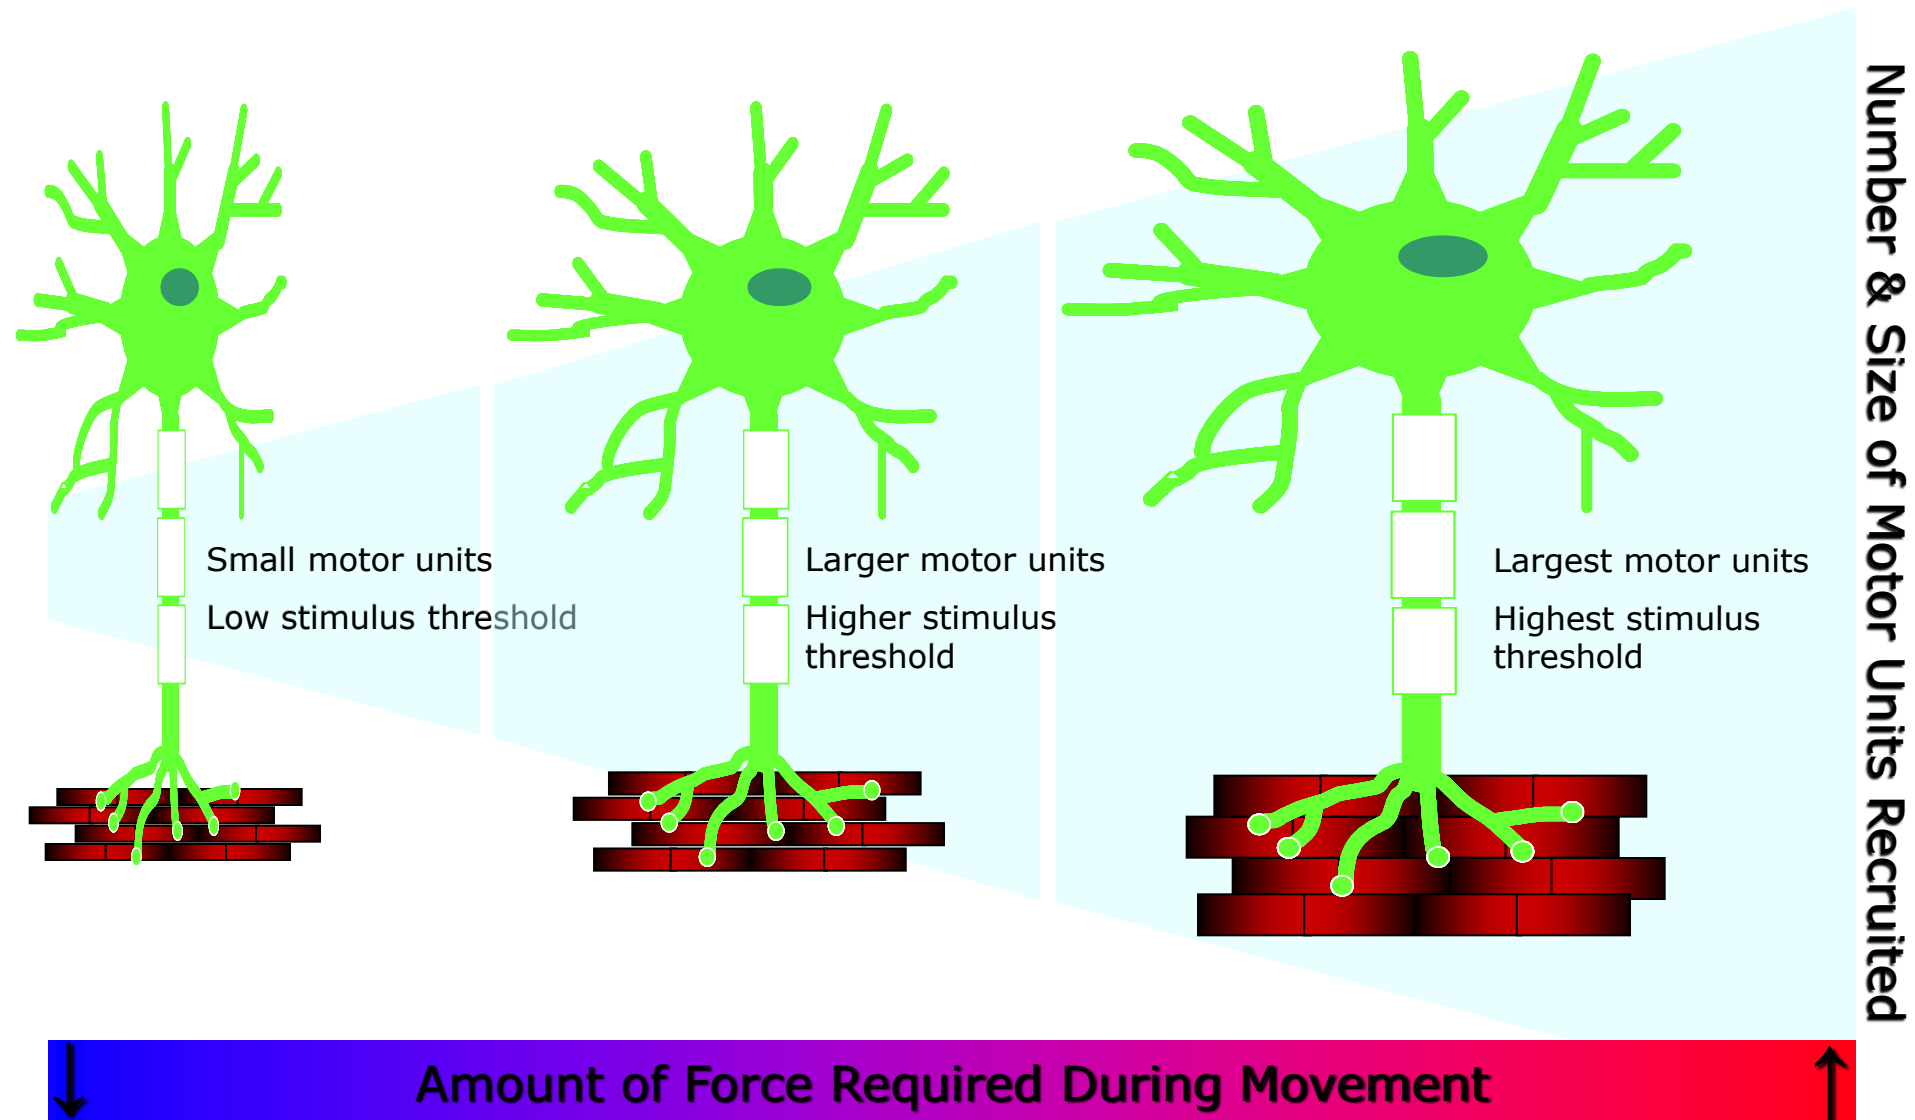 Small motor units
Low stimulus threshold
Larger motor units
Higher stimulus
threshold
Largest motor units
Highest stimulus
threshold
Number & Size of Motor Units Recruited
Amount of Force Required During Movement